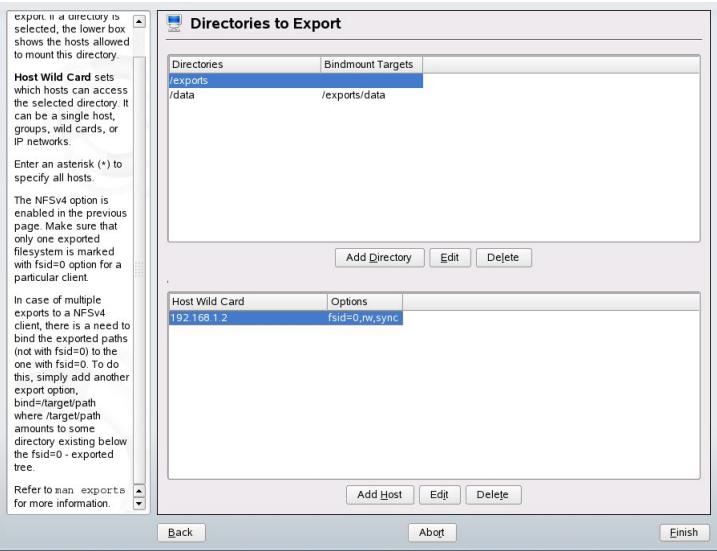 export. If a directory is
selected, the lower box
shows the hosts allowed
to mount this directory.
Host Wild Card sets
which hosts can access
the selected directory. It
can be a single host,
groups, wild cards, or
IP networks.
Enter an asterisk (*) to
specify all hosts.
The NFSv4 option is
enabled in the previous
page. Make sure that
only one exported
filesystem is marked
with fsid=0 option for a
particular client.
In case of multiple
exports to a NFSv4
client, there is a need to
bind the exported paths
(not with fsid=0) to the
one with fsid=0. To do
this, simply add another
export option,
bind=/target/path
where /target/path
amounts to some
directory existing below
the fsid=0 - exported
tree.
Refer to man exports
for more information.
Directories to Export
Directories Bindmount Targets
/exports
/data /exports/data
Add Directory Edit Delete
Host Wild Card Options
192.168.1.2 fsid=0,rw,sync
Add Host Edit Delete
Back Abort Finish